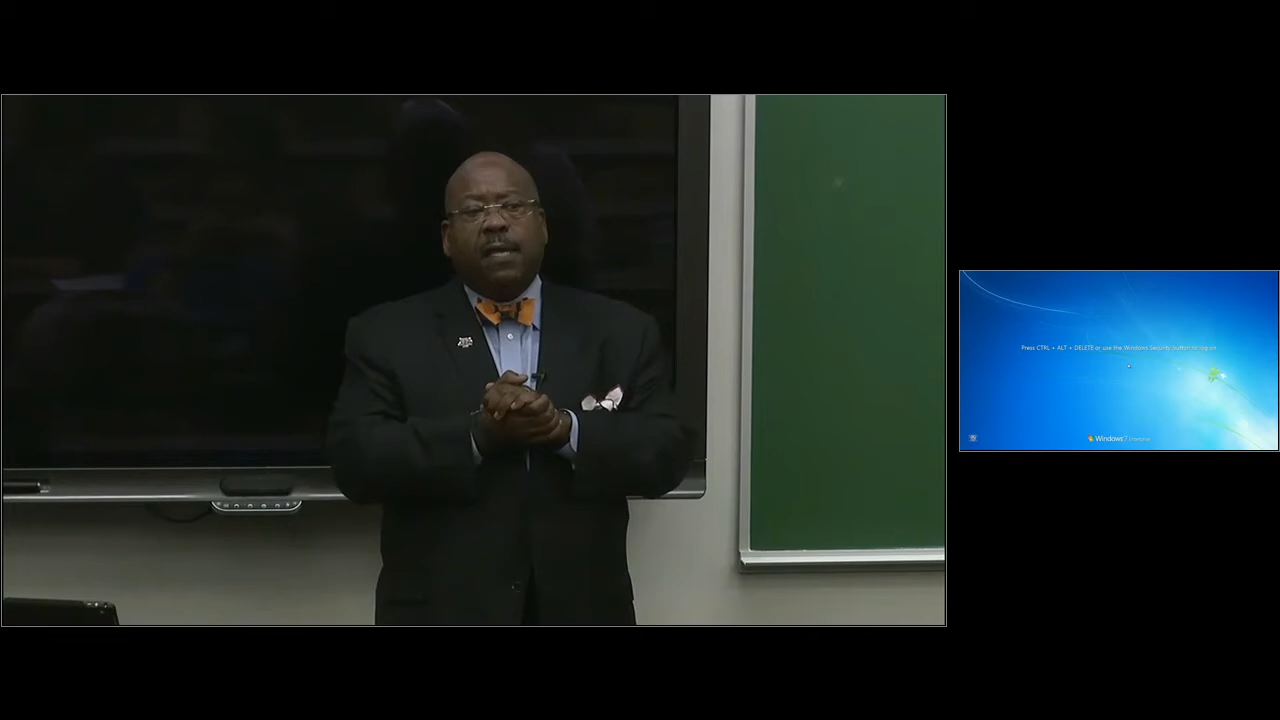 Press CTRL + ALT + DELETE or use the Windows Security button to log on.
Windows 7 Enterprise